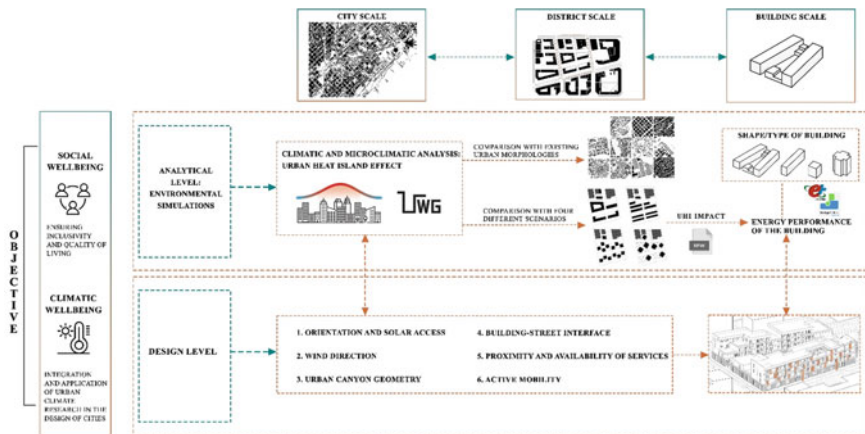 CITY SCALE
DISTRICT SCALE
BUILDING SCALE
OBJECTIVE
SOCIAL
WELLBEING
ENSURING
INCLUSIVITY
AND QUALITY OF
LIVING
CLIMATIC
WELLBEING
INTEGRATION AND
APPLICATION OF
URBAN CLIMATE
RESEARCH IN THE
DESIGN OF CITIES
ANALYTICAL
LEVEL:
ENVIRONMENTAL
SIMULATIONS
CLIMATIC AND MICROCLIMATIC ANALYSIS:
URBAN HEAT ISLAND EFFECT
UWG
COMPARISON WITH EXISTING
URBAN MORPHOLOGIES
COMPARISON WITH FOUR
DIFFERENT SCENARIOS
UHI IMPACT
SHAPE/TYPE OF BUILDING
ENERGY PERFORMANCE
OF THE BUILDING
DESIGN LEVEL
1. ORIENTATION AND SOLAR ACCESS
2. WIND DIRECTION
3. URBAN CANYON GEOMETRY
4. BUILDING-STREET INTERFACE
5. PROXIMITY AND AVAILABILITY OF SERVICES
6. ACTIVE MOBILITY